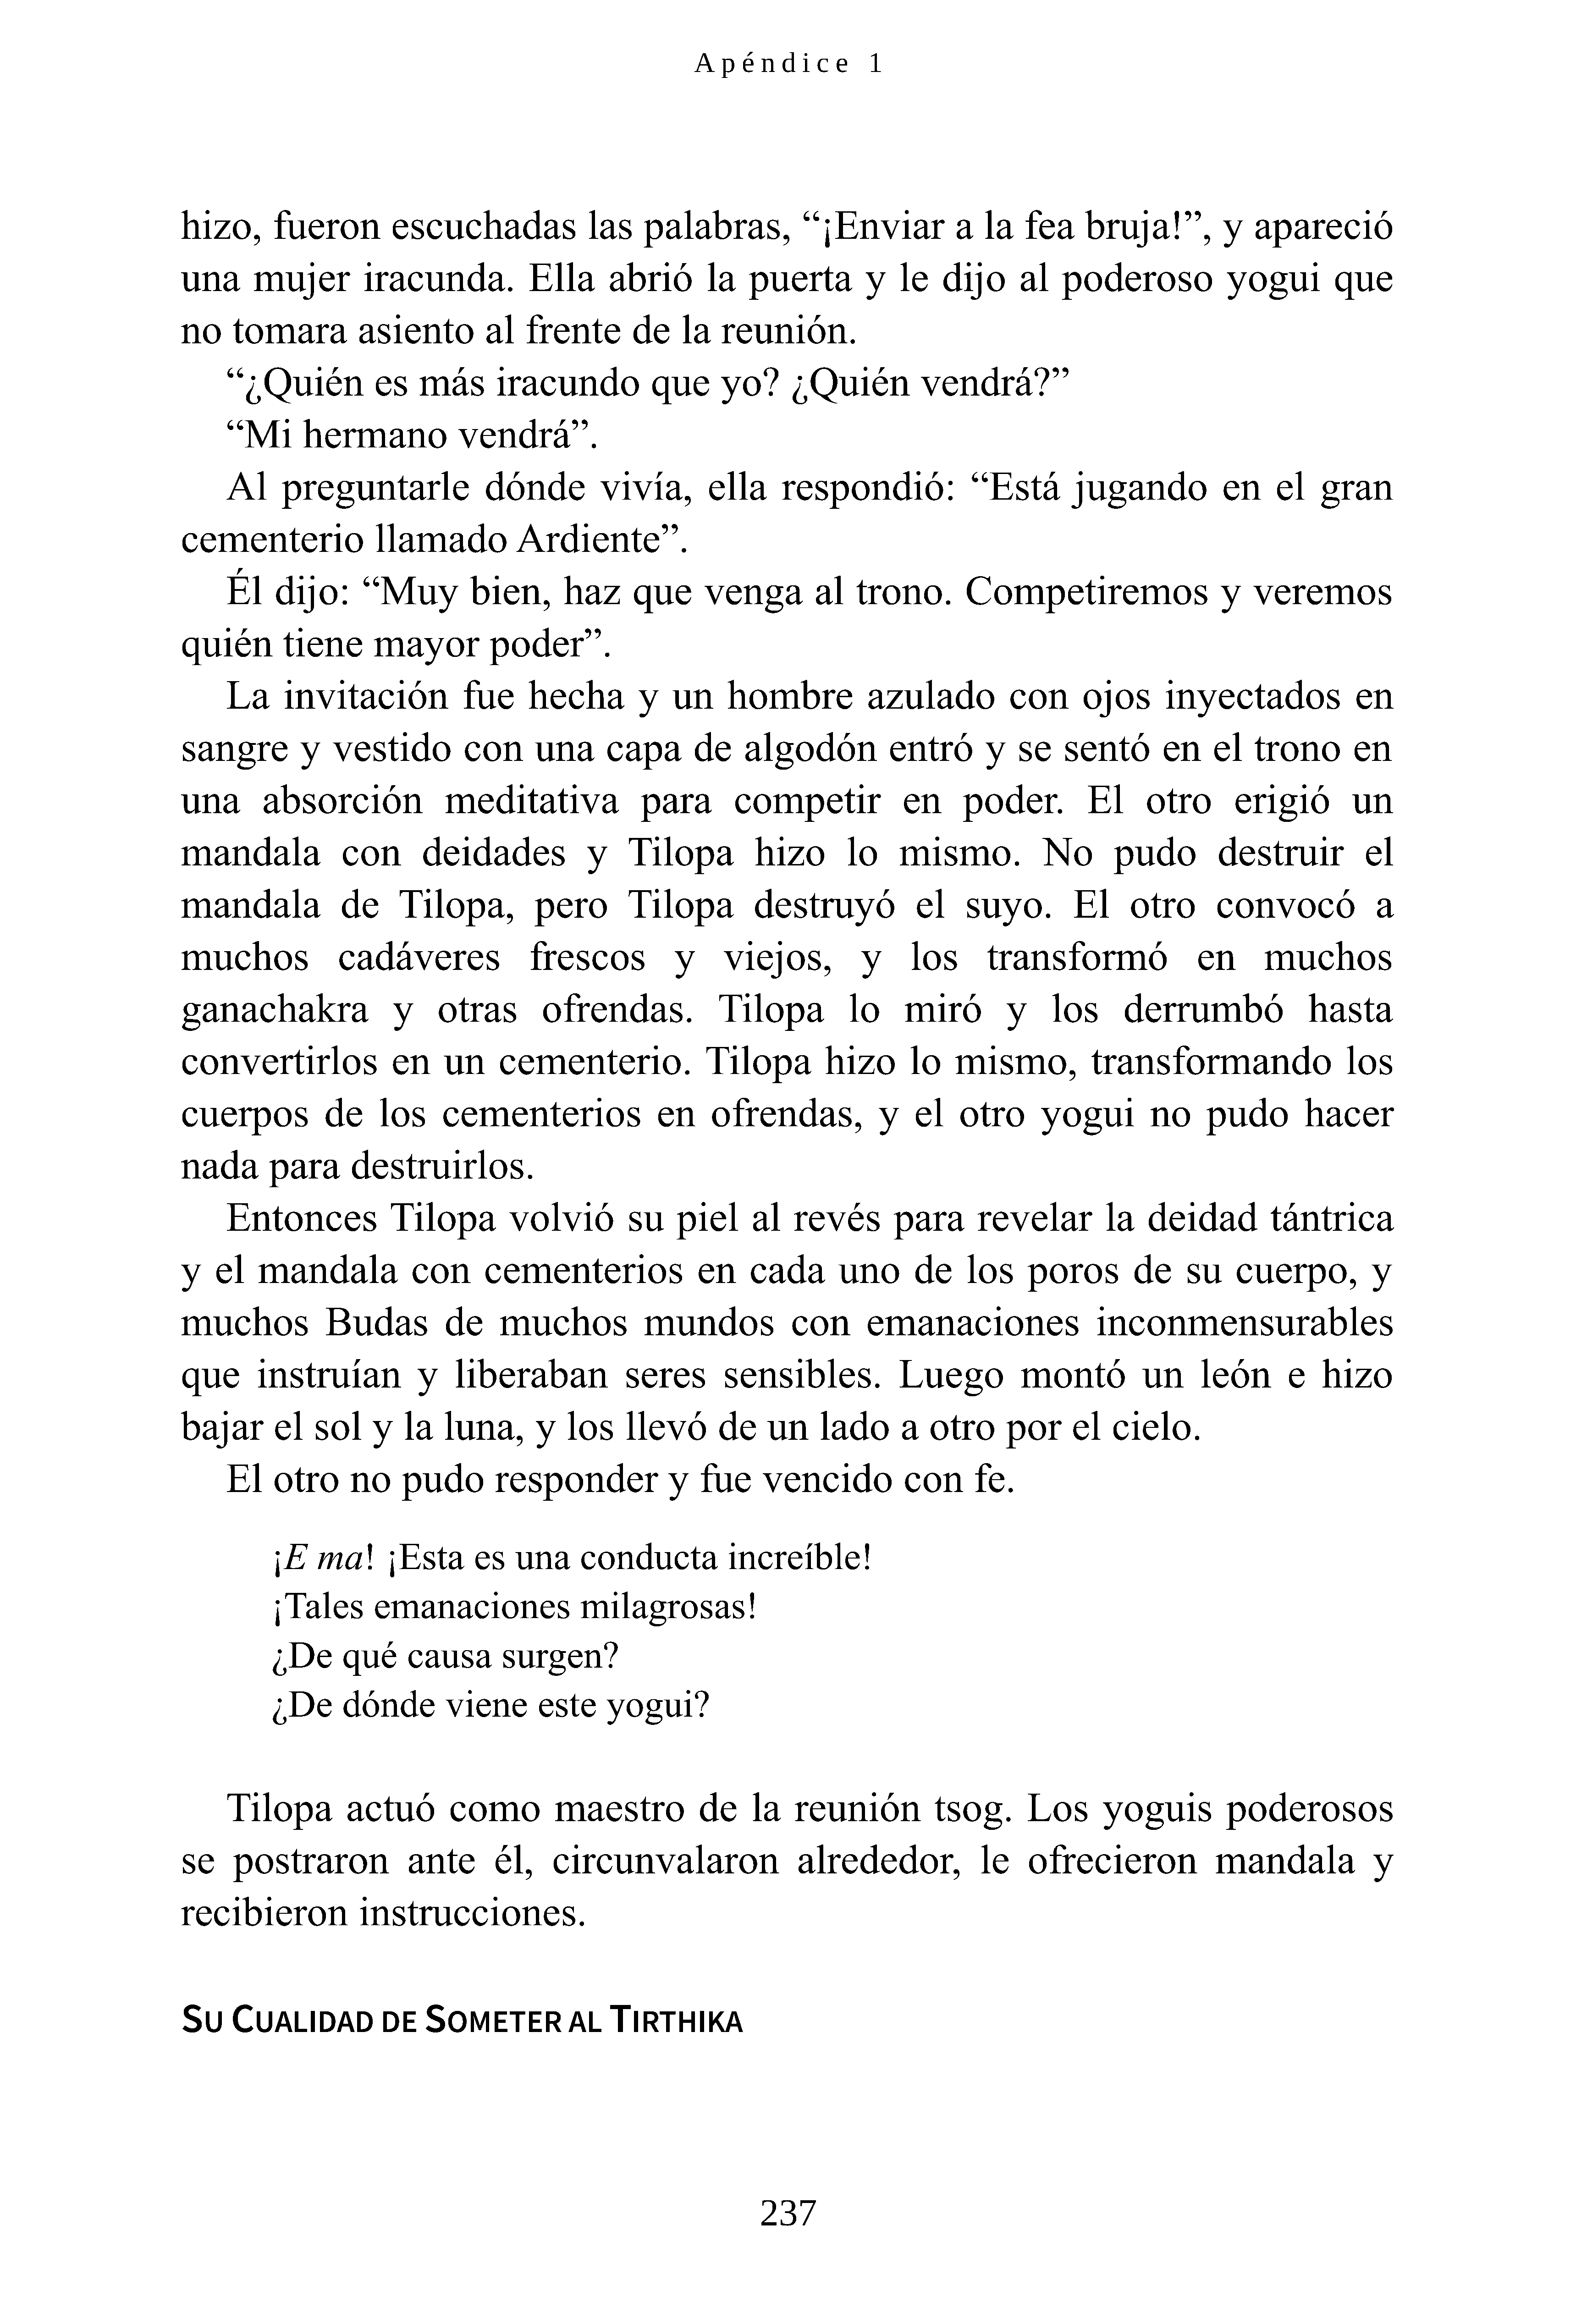 Apéndice 1
hizo, fueron escuchadas las palabras, “¡Enviar a la fea bruja!”, y apareció
una mujer iracunda. Ella abrió la puerta y le dijo al poderoso yogui que
no tomara asiento al frente de la reunión.
“¿Quién es más iracundo que yo? ¿Quién vendrá?”
“Mi hermano vendrá”.
Al preguntarle dónde vivía, ella respondió: “Está jugando en el gran
cementerio llamado Ardiente”.
Él dijo: “Muy bien, haz que venga al trono. Competiremos y veremos
quién tiene mayor poder”.
La invitación fue hecha y un hombre azulado con ojos inyectados en
sangre y vestido con una capa de algodón entró y se sentó en el trono en
una absorción meditativa para competir en poder. El otro erigió un
mandala con deidades y Tilopa hizo lo mismo. No pudo destruir el
mandala de Tilopa, pero Tilopa destruyó el suyo. El otro convocó a
muchos cadáveres frescos y viejos, y los transformó en muchos
ganachakra y otras ofrendas. Tilopa lo miró y los derrumbó hasta
convertirlos en un cementerio. Tilopa hizo lo mismo, transformando los
cuerpos de los cementerios en ofrendas, y el otro yogui no pudo hacer
nada para destruirlos.
Entonces Tilopa volvió su piel al revés para revelar la deidad tántrica
y el mandala con cementerios en cada uno de los poros de su cuerpo, y
muchos Budas de muchos mundos con emanaciones inconmensurables
que instruían y liberaban seres sensibles. Luego montó un león e hizo
bajar el sol y la luna, y los llevó de un lado a otro por el cielo.
El otro no pudo responder y fue vencido con fe.
¡E ma! ¡Esta es una conducta increíble!
¡Tales emanaciones milagrosas!
¿De qué causa surgen?
¿De dónde viene este yogui?
Tilopa actuó como maestro de la reunión tsog. Los yoguis poderosos
se postraron ante él, circunvalaron alrededor, le ofrecieron mandala y
recibieron instrucciones.
SU CUALIDAD DE SOMETER AL TIRTHIKA
237